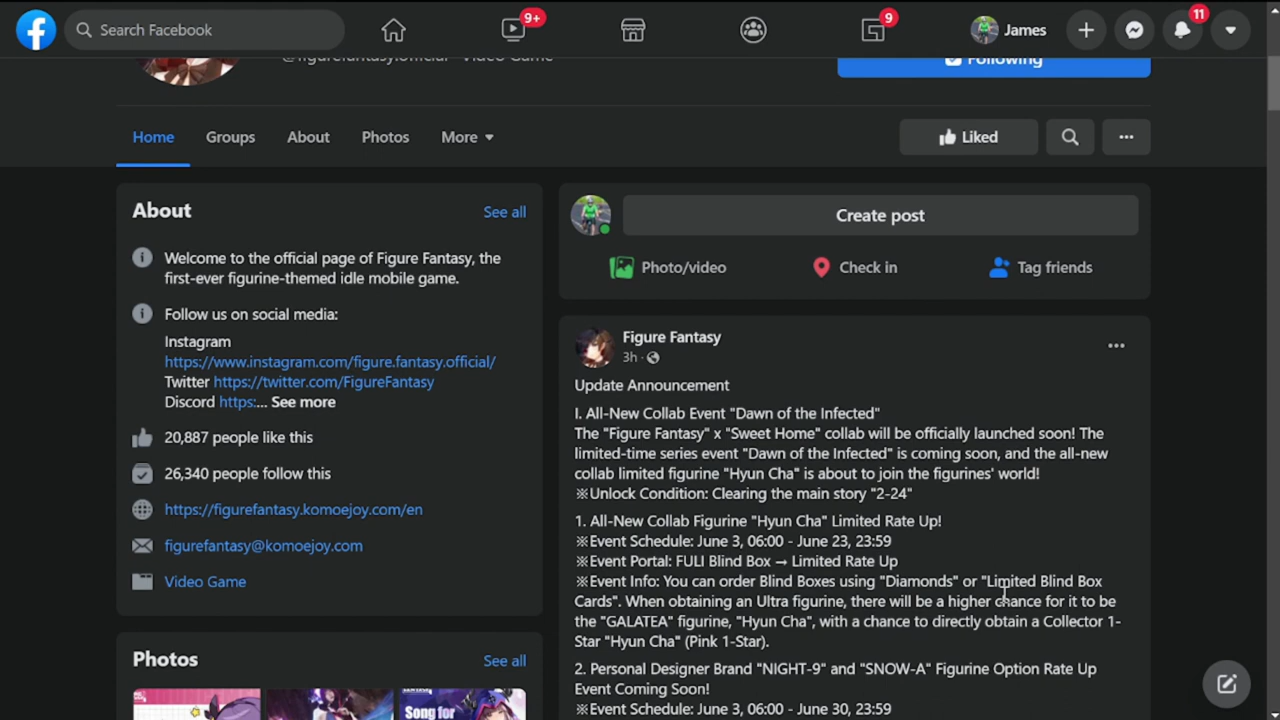 Search Facebook
9+
9
James
11
@figurefantasy.official · Video Game
Following
Home
Groups
About
Photos
More
Liked
About
See all
Welcome to the official page of Figure Fantasy, the
first-ever figurine-themed idle mobile game.
Follow us on social media:
Instagram
https://www.instagram.com/figure.fantasy.official/
Twitter https://twitter.com/FigureFantasy
Discord https:... See more
20,887 people like this
26,340 people follow this
https://figurefantasy.komoejoy.com/en
figurefantasy@komoejoy.com
Video Game
Photos
See all
Song for
Create post
Photo/video
Check in
Tag friends
Figure Fantasy
3h ·
Update Announcement
I. All-New Collab Event "Dawn of the Infected"
The "Figure Fantasy" x "Sweet Home" collab will be officially launched soon! The
limited-time series event "Dawn of the Infected" is coming soon, and the all-new
collab limited figurine "Hyun Cha" is about to join the figurines' world!
※Unlock Condition: Clearing the main story "2-24"
1. All-New Collab Figurine "Hyun Cha" Limited Rate Up!
※Event Schedule: June 3, 06:00 - June 23, 23:59
※Event Portal: FULI Blind Box → Limited Rate Up
※Event Info: You can order Blind Boxes using "Diamonds" or "Limited Blind Box
Cards". When obtaining an Ultra figurine, there will be a higher chance for it to be
the "GALATEA" figurine, "Hyun Cha", with a chance to directly obtain a Collector 1-
Star "Hyun Cha" (Pink 1-Star).
2. Personal Designer Brand "NIGHT-9" and "SNOW-A" Figurine Option Rate Up
Event Coming Soon!
※Event Schedule: June 3, 06:00 - June 30, 23:59